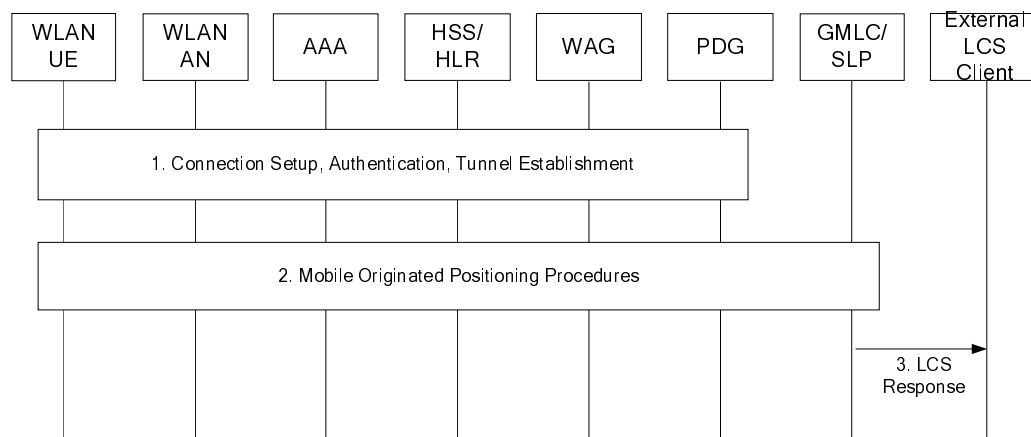 WLAN
UE
WLAN
AN
AAA
HSS/
HLR
WAG
PDG
GMLC/
SLP
External
LCS
Client
1. Connection Setup, Authentication, Tunnel Establishment
2. Mobile Originated Positioning Procedures
3. LCS
Response